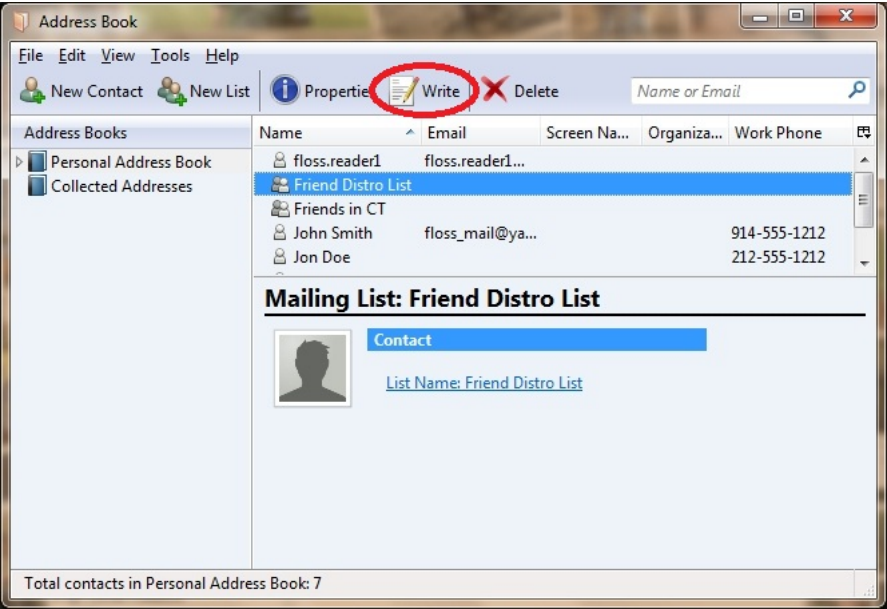 Address Book
File Edit View Tools Help
New Contact New List Properties Write Delete Name or Email
Address Books
Personal Address Book
Collected Addresses
Name Email Screen Na... Organiza... Work Phone
floss.reader1 floss.reader1...
Friend Distro List
Friends in CT
John Smith floss_mail@ya... 914-555-1212
Jon Doe 212-555-1212
Mailing List: Friend Distro List
Contact
List Name: Friend Distro List
Total contacts in Personal Address Book: 7